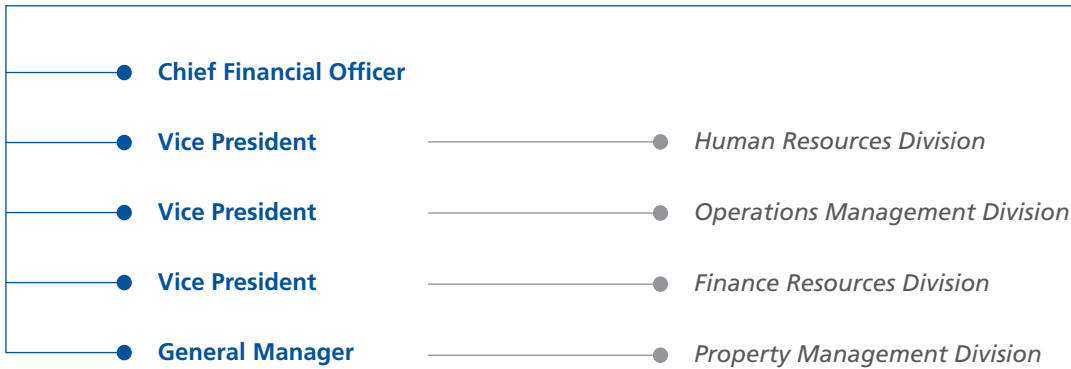 Chief Financial Officer
Vice President Human Resources Division
Vice President Operations Management Division
Vice President Finance Resources Division
General Manager Property Management Division